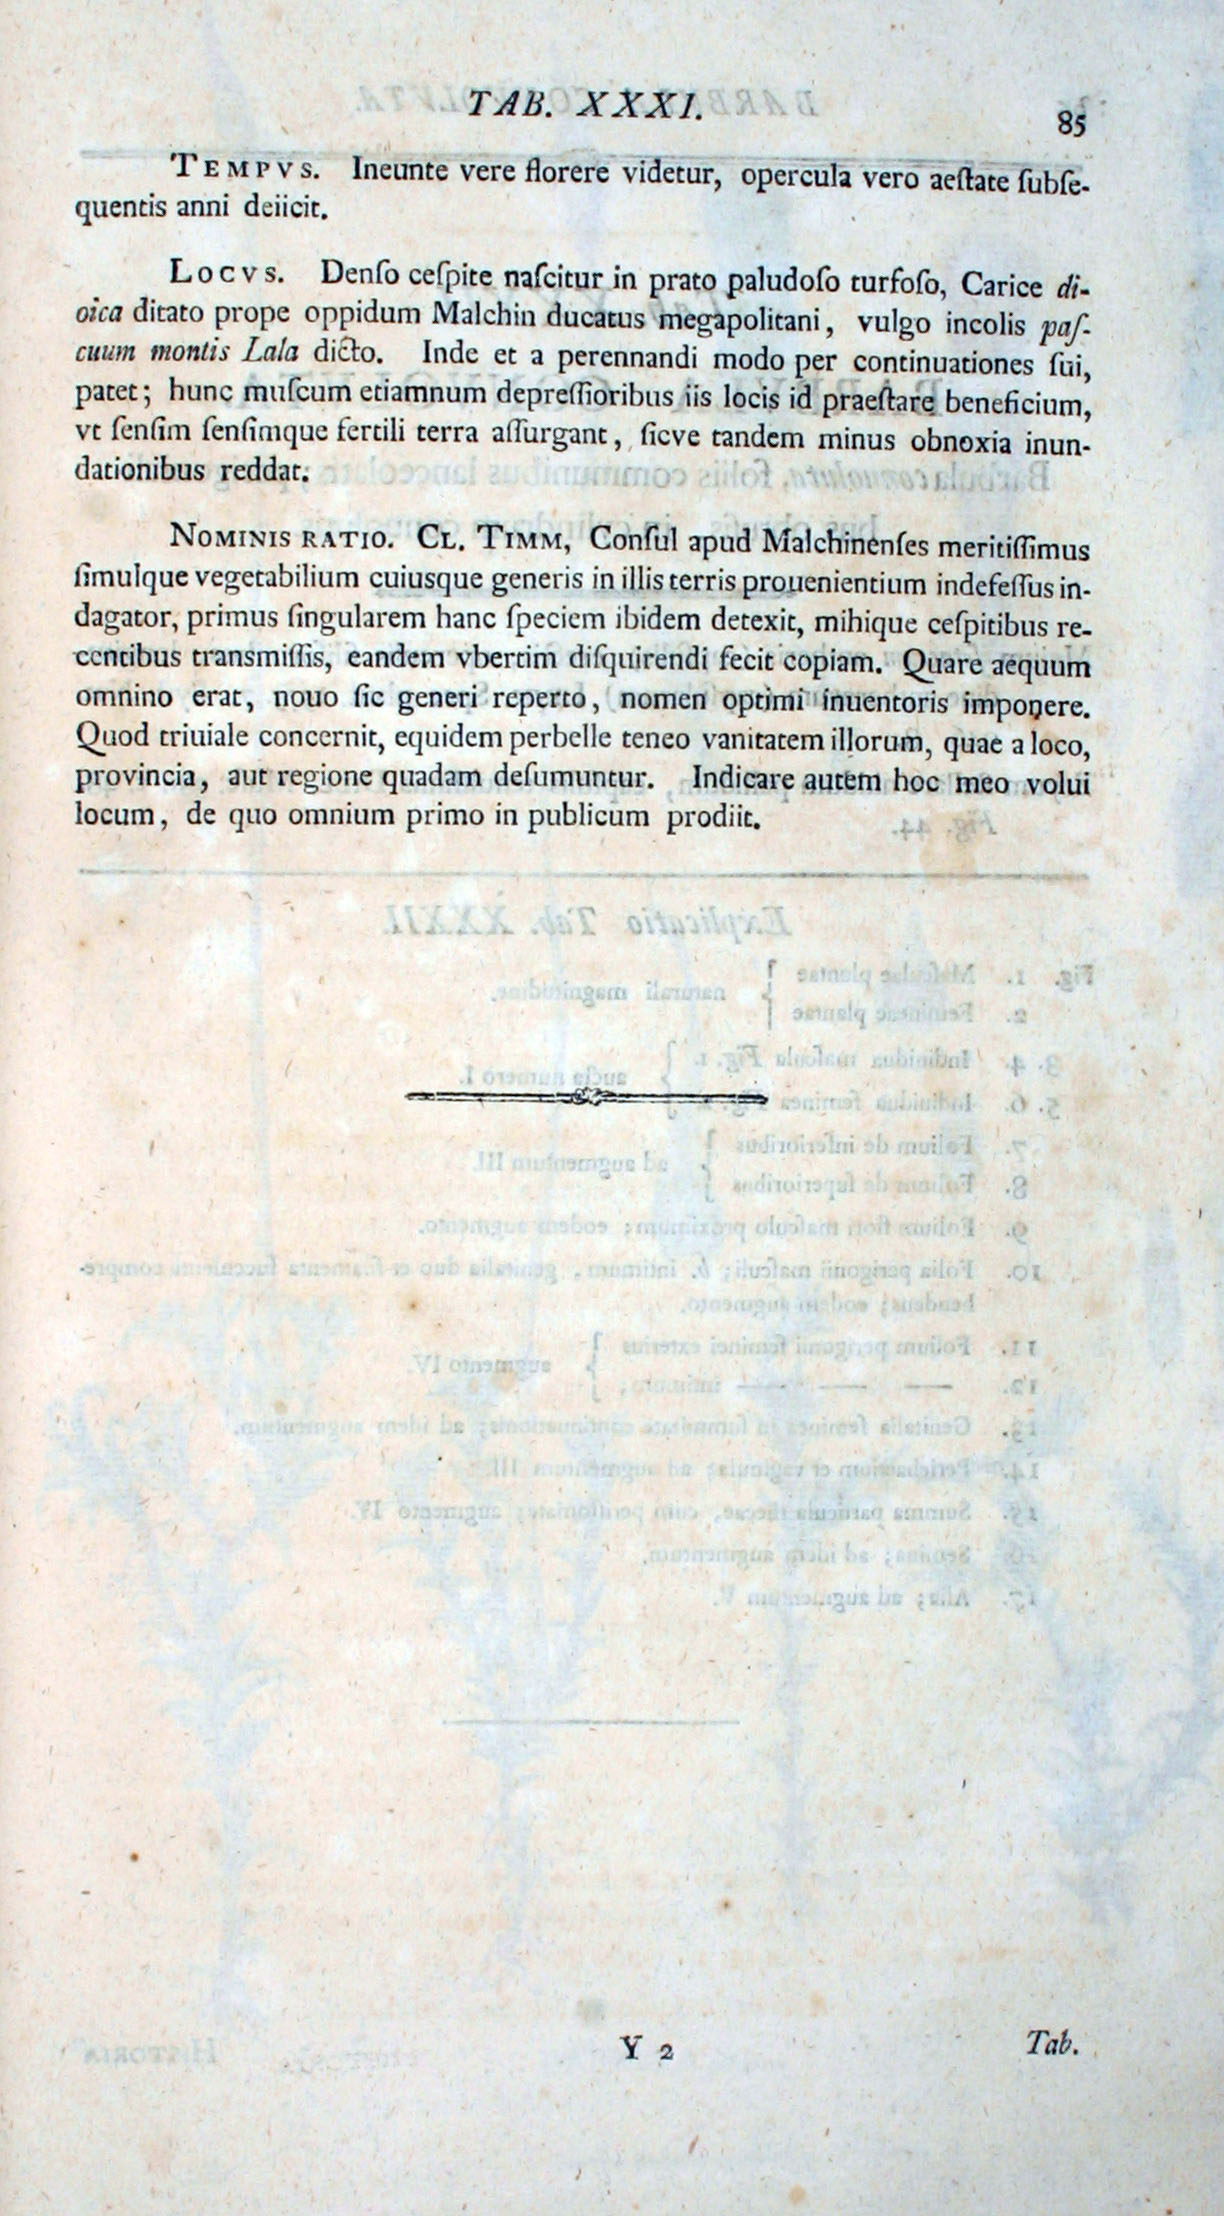 TAB. XXXI.
85
TEMPVS. Ineunte vere florere videtur, opercula vero aeſtate ſubſe-
quentis anni deiicit.
LOCVS. Denſo ceſpite naſcitur in prato paludoſo turfoſo, Carice di-
oica ditato prope oppidum Malchin ducatus megapolitani, vulgo incolis paſ-
cuum montis Lala dicto. Inde et a perennandi modo per continuationes ſui,
patet; hunc muſcum etiamnum depreſſioribus iis locis id praeſtare beneficium,
vt ſenſim ſenſimque fertili terra aſſurgant, ſicve tandem minus obnoxia inun-
dationibus reddat.
NOMINIS RATIO. CL. TIMM, Conſul apud Malchinenſes meritiſſimus
ſimulque vegetabilium cuiusque generis in illis terris prouenientium indefeſſus in-
dagator, primus ſingularem hanc ſpeciem ibidem detexit, mihique ceſpitibus re-
centibus transmiſſis, eandem vbertim diſquirendi fecit copiam. Quare aequum
omnino erat, nouo ſic generi reperto, nomen optimi inuentoris imponere.
Quod triuiale concernit, equidem perbelle teneo vanitatem illorum, quae a loco,
provincia, aut regione quadam deſumuntur. Indicare autem hoc meo volui
locum, de quo omnium primo in publicum prodiit.
Y 2
Tab.